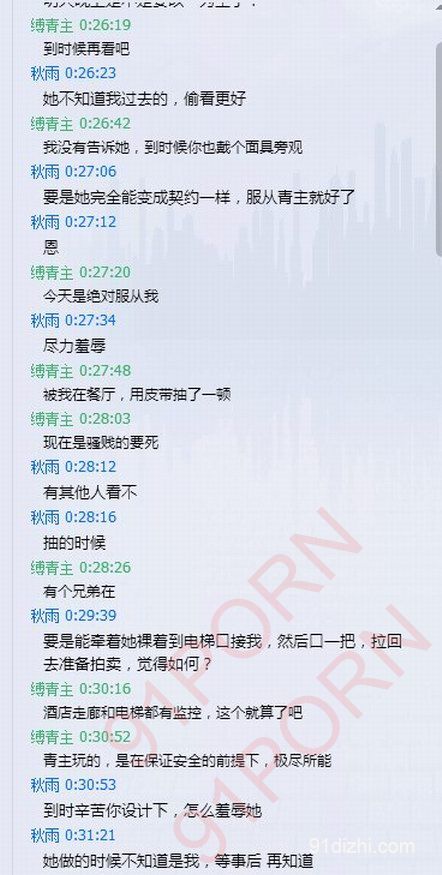 缚青主 0:26:19
到时候再看吧
秋雨 0:26:23
她不知道我过去的，偷看更好
缚青主 0:26:42
我没有告诉她，到时候你也戴个面具旁观
秋雨 0:27:06
要是她完全能变成契约一样，服从青主就好了
秋雨 0:27:12
恩
缚青主 0:27:20
今天是绝对服从我
秋雨 0:27:34
尽力羞辱
缚青主 0:27:48
被我在餐厅，用皮带抽了一顿
缚青主 0:28:03
现在是骚贱的要死
秋雨 0:28:12
有其他人看不
秋雨 0:28:16
抽的时候
缚青主 0:28:26
有个兄弟在
秋雨 0:29:39
要是能牵着她裸着到电梯口接我，然后口一把，拉回
去准备拍卖，觉得如何？
缚青主 0:30:16
酒店走廊和电梯都有监控，这个就算了吧
缚青主 0:30:52
青主玩的，是在保证安全的前提下，极尽所能
秋雨 0:30:53
到时辛苦你设计下，怎么羞辱她
秋雨 0:31:21
她做的时候不知道是我，等事后 再知道
91PORN
91PORN
91dizhi.com